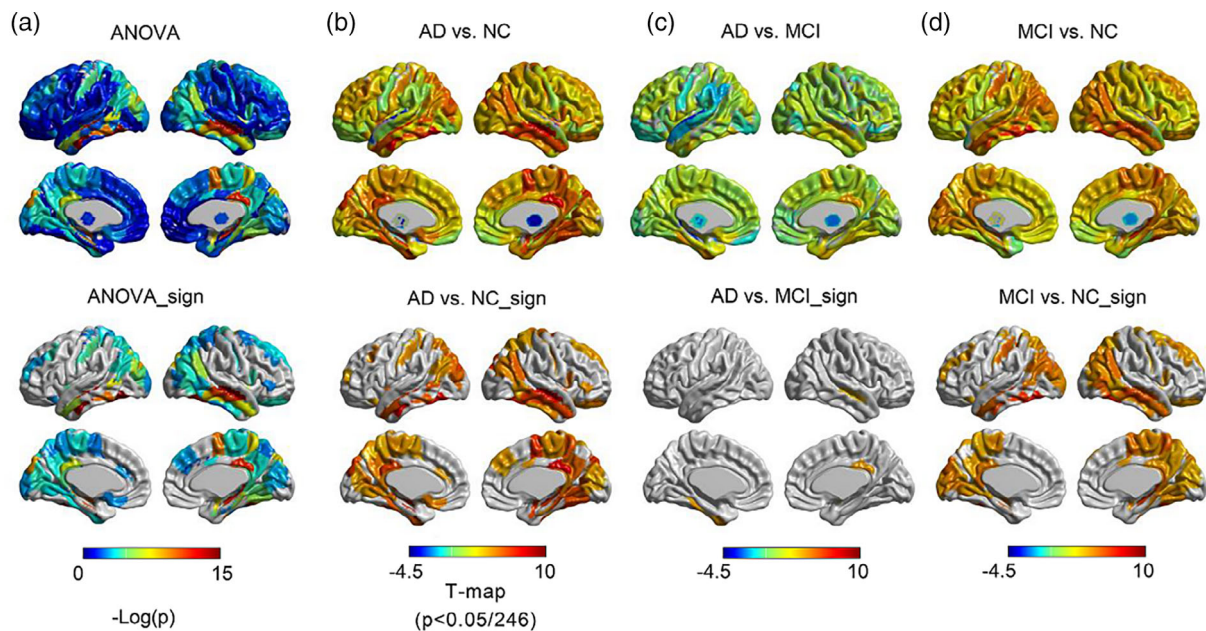 (a) (b) (c) (d)
ANOVA AD vs. NC AD vs. MCI MCI vs. NC
ANOVA_sign AD vs. NC_sign AD vs. MCI_sign MCI vs. NC_sign
0 15 -4.5 10 -4.5 10 -4.5 10
-Log(p) T-map
(p<0.05/246)